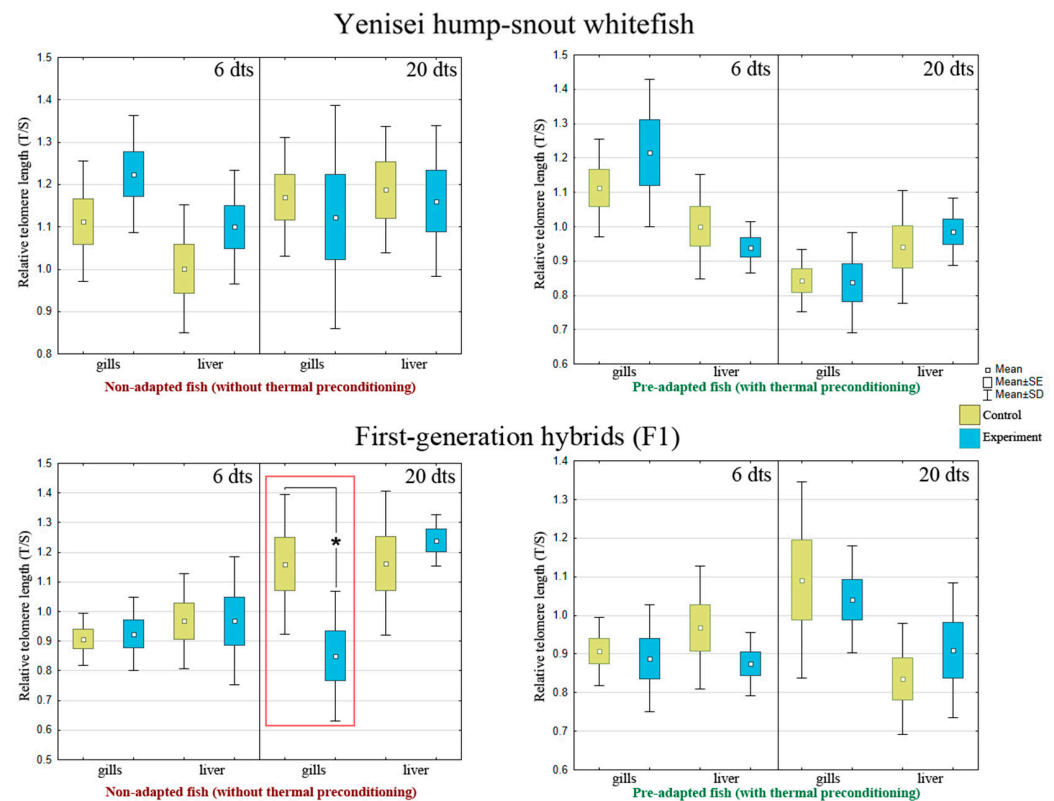 Yenisei hump-snout whitefish
1.5
1.4
1.3
1.2
1.1
1.0
0.9
0.8
Relative telomere length (T/S)
6 dts
20 dts
gills
liver
gills
liver
Non-adapted fish (without thermal preconditioning)
1.5
1.4
1.3
1.2
1.1
1.0
0.9
0.8
0.7
0.6
Relative telomere length (T/S)
6 dts
20 dts
gills
liver
gills
liver
Pre-adapted fish (with thermal preconditioning)
Mean
Mean±SE
Mean±SD
Control
Experiment
First-generation hybrids (F1)
1.5
1.4
1.3
1.2
1.1
1.0
0.9
0.8
0.7
0.6
0.5
Relative telomere length (T/S)
6 dts
20 dts
*
gills
liver
gills
liver
Non-adapted fish (without thermal preconditioning)
1.4
1.3
1.2
1.1
1.0
0.9
0.8
0.7
0.6
Relative telomere length (T/S)
6 dts
20 dts
gills
liver
gills
liver
Pre-adapted fish (with thermal preconditioning)